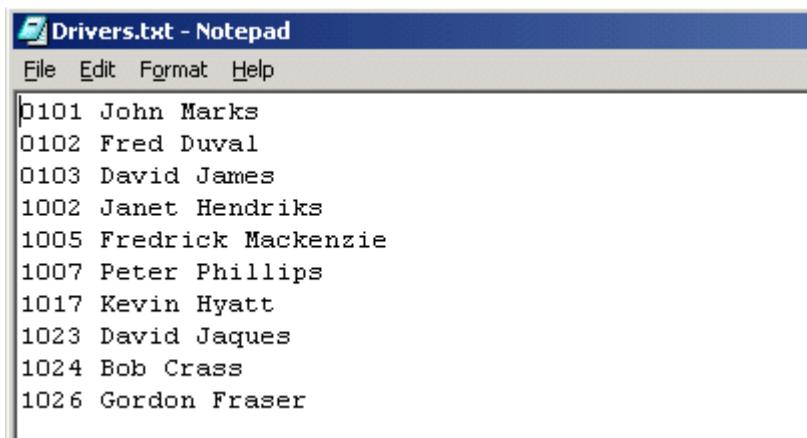 Drivers.txt - Notepad
File Edit Format Help
0101 John Marks
0102 Fred Duval
0103 David James
1002 Janet Hendriks
1005 Fredrick Mackenzie
1007 Peter Phillips
1017 Kevin Hyatt
1023 David Jaques
1024 Bob Crass
1026 Gordon Fraser